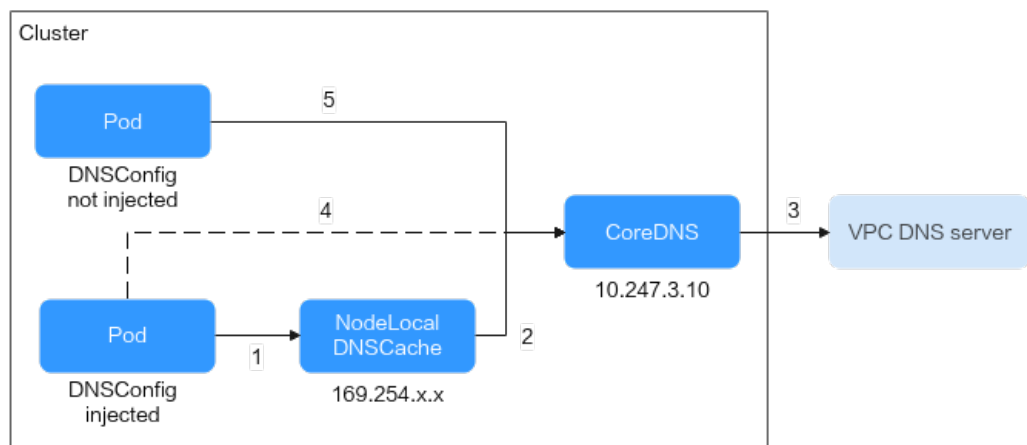 Cluster
5
Pod
DNSConfig
not injected
4
3
CoreDNS
VPC DNS server
10.247.3.10
Pod
1
NodeLocal
DNSCache
2
DNSConfig
injected
169.254.x.x